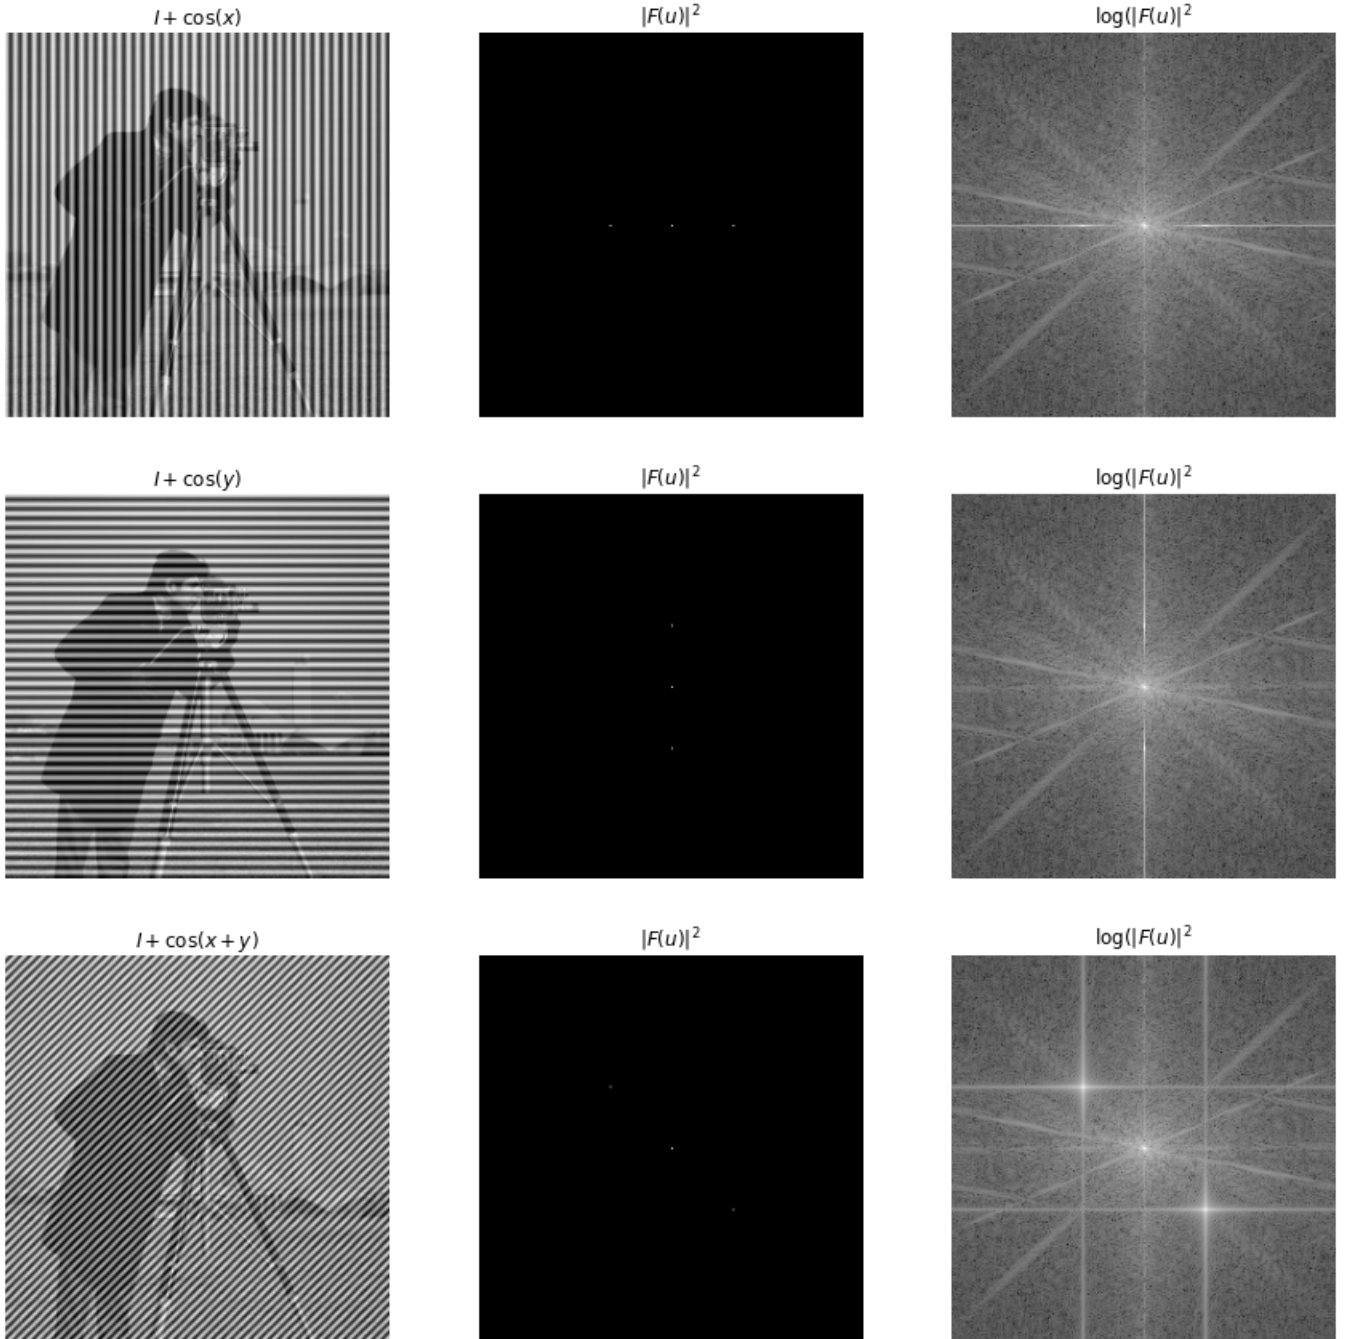 I + cos(x) |F(u)|² log(|F(u)|²
I + cos(y) |F(u)|² log(|F(u)|²
I + cos(x + y) |F(u)|² log(|F(u)|²